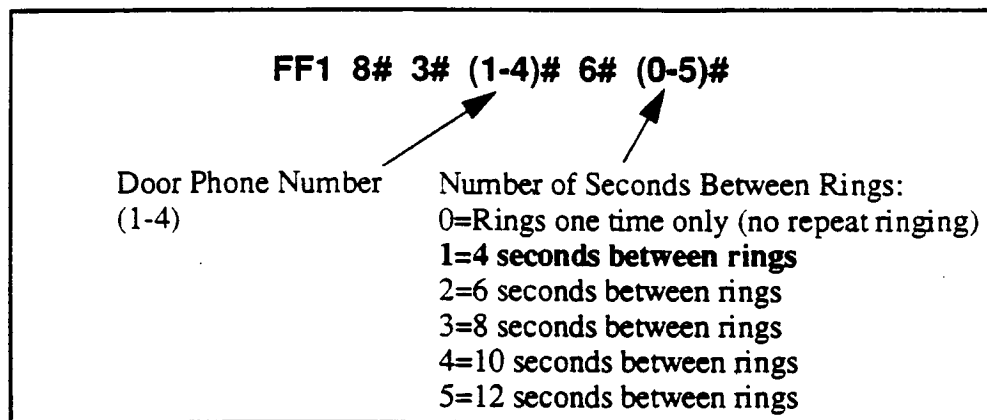 FF1 8# 3# (1-4)# 6# (0-5)#
Door Phone Number
(1-4)
Number of Seconds Between Rings:
0=Rings one time only (no repeat ringing)
1=4 seconds between rings
2=6 seconds between rings
3=8 seconds between rings
4=10 seconds between rings
5=12 seconds between rings